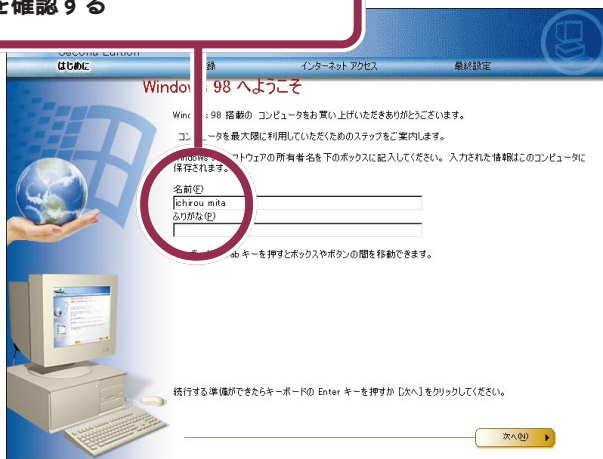 を確認する
Second Edition
はじめに
録
インターネット アクセス
最終設定
Window 98 へようこそ
98 搭載の コンピュータをお買い上げいただきありがとうございます。
コン ータを最大限に利用していただくためのステップをご案内します。
トウェアの所有者名を下のボックスに記入してください。 入力された情報はこのコンピュータに
保存されます。
名前(F)
ichirou mita
ふりがな(P)
ab キーを押すとボックスやボタンの間を移動できます。
続行する準備ができたらキーボードの Enter キーを押すか [次へ] をクリックしてください。
次へ(N)